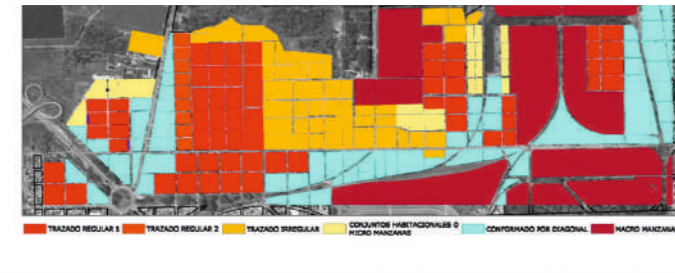 TRAZADO REGULAR 1
TRAZADO REGULAR 2
TRAZADO IRREGULAR
CONJUNTOS HABITACIONALES O
MICRO MANZANAS
CONFORMADO POR DIAGONAL
MACRO MANZANA